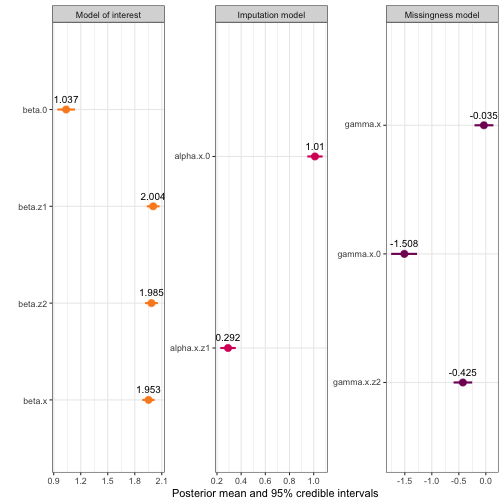 Model of interest
Imputation model
Missingness model
beta.0
1.037
beta.z1
2.004
beta.z2
1.985
beta.x
1.953
alpha.x.0
1.01
alpha.x.z1
0.292
gamma.x
-0.035
gamma.x.0
-1.508
gamma.x.z2
-0.425
0.9 1.2 1.5 1.8 2.1
0.2 0.4 0.6 0.8 1.0
-1.5 -1.0 -0.5 0.0
Posterior mean and 95% credible intervals